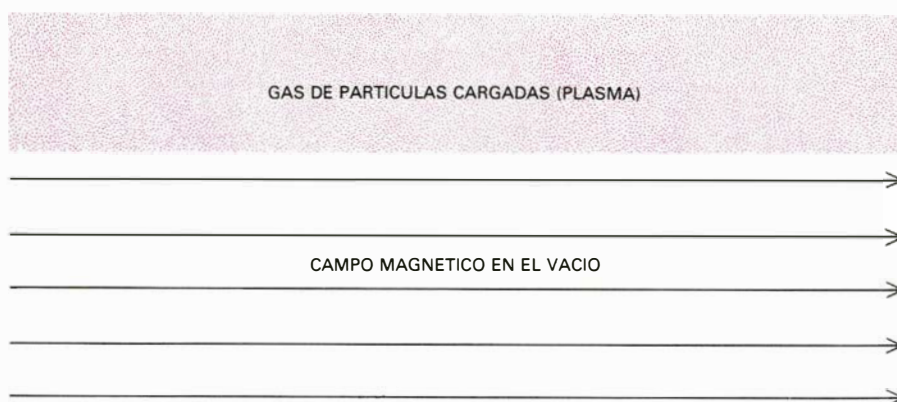 GAS DE PARTICULAS CARGADAS (PLASMA)
CAMPO MAGNETICO EN EL VACIO